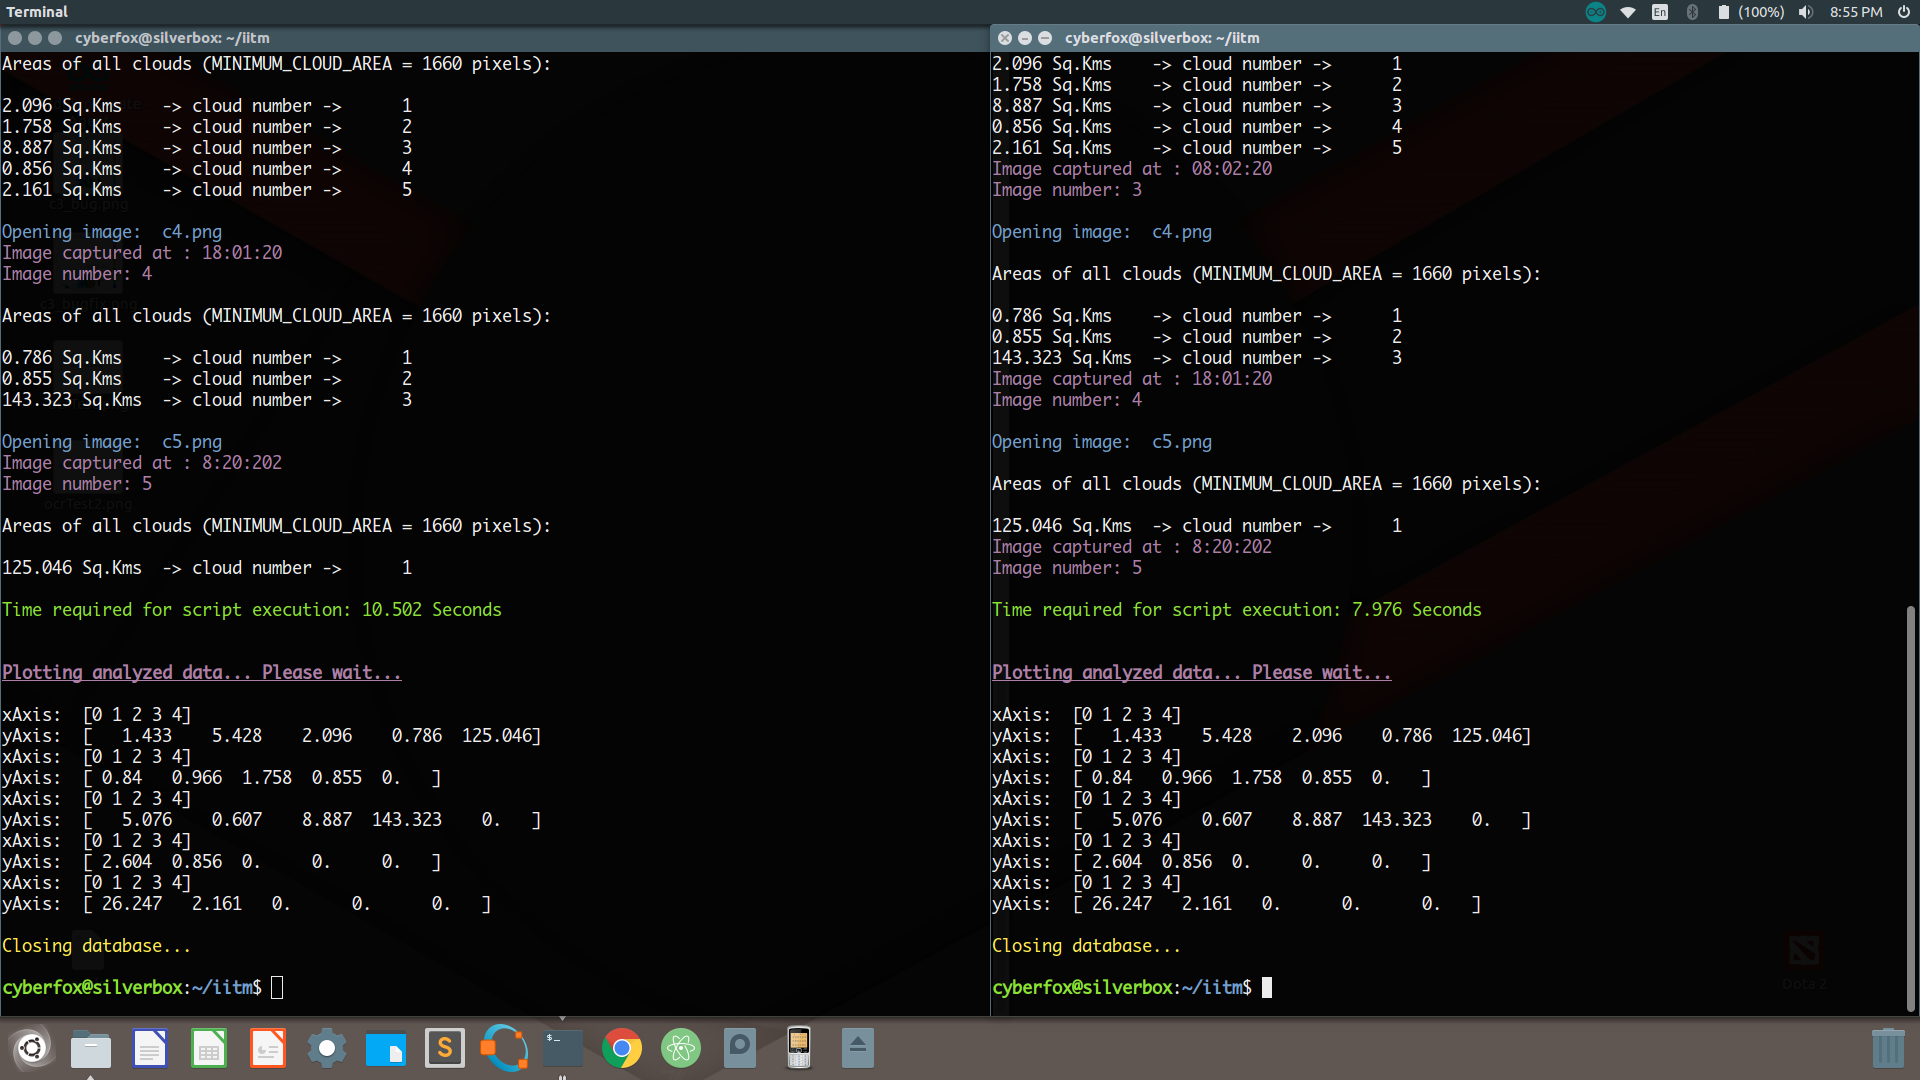 Terminal
En
(100%)
8:55 PM
cyberfox@silverbox: ~/iitm
Areas of all clouds (MINIMUM_CLOUD_AREA = 1660 pixels):
2.096 Sq.Kms -> cloud number -> 1
1.758 Sq.Kms -> cloud number -> 2
8.887 Sq.Kms -> cloud number -> 3
0.856 Sq.Kms -> cloud number -> 4
2.161 Sq.Kms -> cloud number -> 5
c3_bug.png
Opening image: c4.png
Image captured at : 18:01:20
Image number: 4
c3_bugfix.png
Areas of all clouds (MINIMUM_CLOUD_AREA = 1660 pixels):
0.786 Sq.Kms -> cloud number -> 1
0.855 Sq.Kms -> cloud number -> 2
143.323 Sq.Kms -> cloud number -> 3
Opening image: c5.png
Image captured at : 8:20:202
Image number: 5
ocrTest2.png
Areas of all clouds (MINIMUM_CLOUD_AREA = 1660 pixels):
125.046 Sq.Kms -> cloud number -> 1
Time required for script execution: 10.502 Seconds
Plotting analyzed data... Please wait...
xAxis: [0 1 2 3 4]
yAxis: [ 1.433 5.428 2.096 0.786 125.046]
xAxis: [0 1 2 3 4]
yAxis: [ 0.84 0.966 1.758 0.855 0. ]
xAxis: [0 1 2 3 4]
yAxis: [ 5.076 0.607 8.887 143.323 0. ]
xAxis: [0 1 2 3 4]
yAxis: [ 2.604 0.856 0. 0. 0. ]
xAxis: [0 1 2 3 4]
yAxis: [ 26.247 2.161 0. 0. 0. ]
Closing database...
cyberfox@silverbox:~/iitm$
cyberfox@silverbox: ~/iitm
2.096 Sq.Kms -> cloud number -> 1
1.758 Sq.Kms -> cloud number -> 2
8.887 Sq.Kms -> cloud number -> 3
0.856 Sq.Kms -> cloud number -> 4
2.161 Sq.Kms -> cloud number -> 5
Image captured at : 08:02:20
Image number: 3
Opening image: c4.png
Areas of all clouds (MINIMUM_CLOUD_AREA = 1660 pixels):
0.786 Sq.Kms -> cloud number -> 1
0.855 Sq.Kms -> cloud number -> 2
143.323 Sq.Kms -> cloud number -> 3
Image captured at : 18:01:20
Image number: 4
Opening image: c5.png
Areas of all clouds (MINIMUM_CLOUD_AREA = 1660 pixels):
125.046 Sq.Kms -> cloud number -> 1
Image captured at : 8:20:202
Image number: 5
Time required for script execution: 7.976 Seconds
Plotting analyzed data... Please wait...
xAxis: [0 1 2 3 4]
yAxis: [ 1.433 5.428 2.096 0.786 125.046]
xAxis: [0 1 2 3 4]
yAxis: [ 0.84 0.966 1.758 0.855 0. ]
xAxis: [0 1 2 3 4]
yAxis: [ 5.076 0.607 8.887 143.323 0. ]
xAxis: [0 1 2 3 4]
yAxis: [ 2.604 0.856 0. 0. 0. ]
xAxis: [0 1 2 3 4]
yAxis: [ 26.247 2.161 0. 0. 0. ]
Closing database...
Dota 2
cyberfox@silverbox:~/iitm$